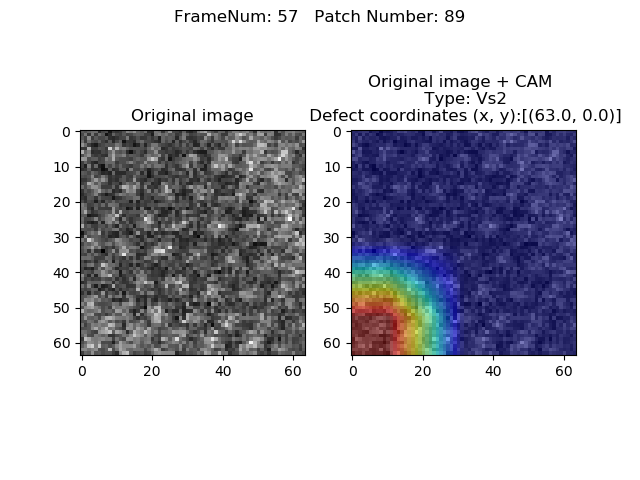 FrameNum: 57   Patch Number: 89
Original image
Original image + CAM
Type: Vs2
Defect coordinates (x, y):[(63.0, 0.0)]
0
10
20
30
40
50
60
0 20 40 60
0
10
20
30
40
50
60
0 20 40 60